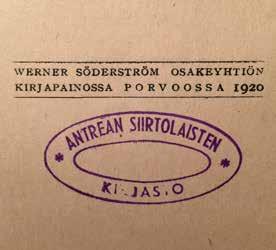 WERNER SÖDERSTRÖM OSAKEYHTIÖN
KIRJAPAINOSSA PORVOOSSA 1920
* ANTREAN SIIRTOLAISTEN *